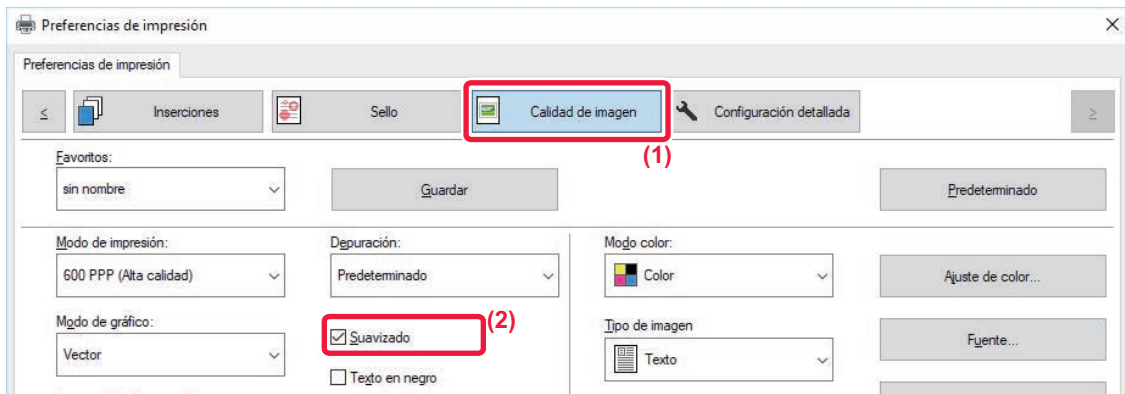 Preferencias de impresión
Preferencias de impresión
< Inserciones Sello Calidad de imagen Configuración detallada >
(1)
Favoritos:
sin nombre Guardar Predeterminado
Modo de impresión: Depuración: Modo color:
600 PPP (Alta calidad) Predeterminado Color Ajuste de color...
Modo de gráfico: (2) Tipo de imagen
Suavizado Fuente...
Vector Texto
Texto en negro